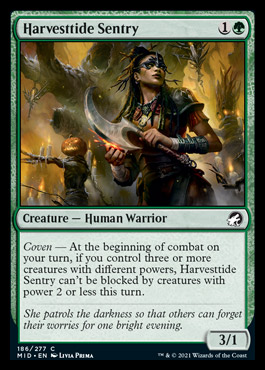 Harvesttide Sentry 1
Creature — Human Warrior
Coven — At the beginning of combat on
your turn, if you control three or more
creatures with different powers, Harvesttide
Sentry can't be blocked by creatures with
power 2 or less this turn.
She patrols the darkness so that others can forget
their worries for one bright evening.
3/1
186/277 C
MID • EN LIVIA PRIMA
™ & © 2021 Wizards of the Coast